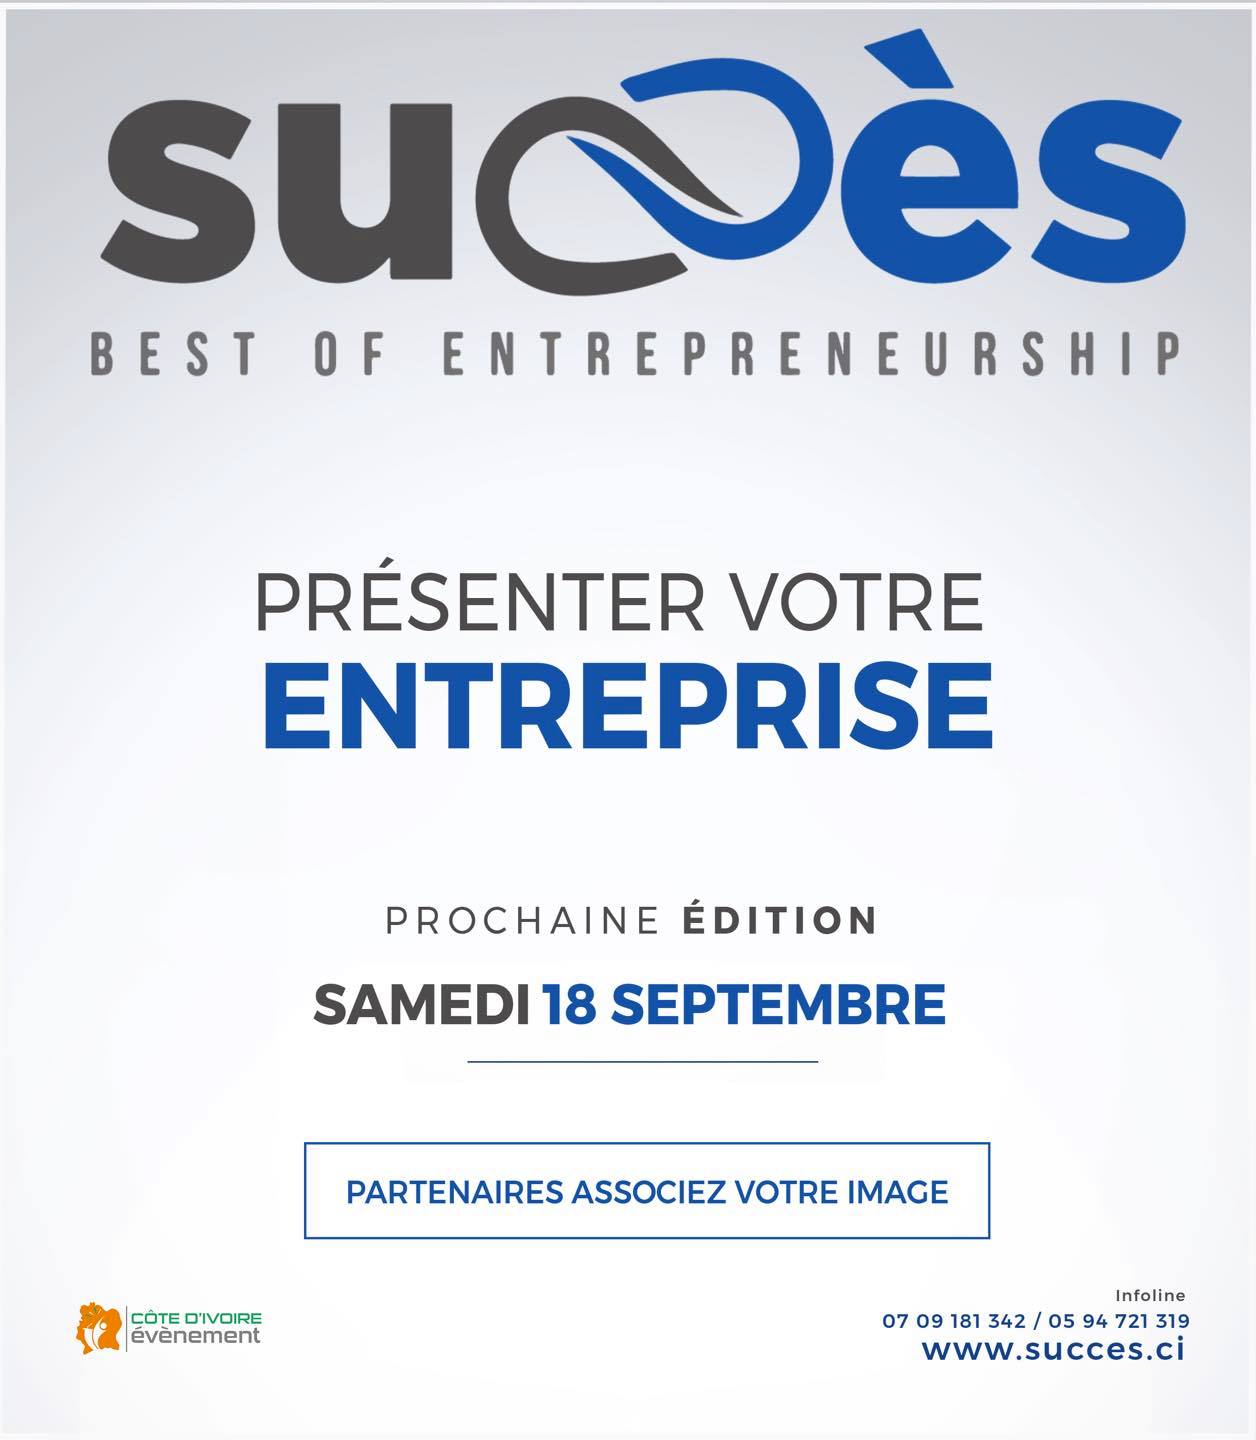 succès
BEST OF ENTREPRENEURSHIP
PRÉSENTER VOTRE
ENTREPRISE
PROCHAINE ÉDITION
SAMEDI 18 SEPTEMBRE
PARTENAIRES ASSOCIEZ VOTRE IMAGE
CÔTE D'IVOIRE
évènement
Infoline
07 09 181 342 / 05 94 721 319
www.succes.ci